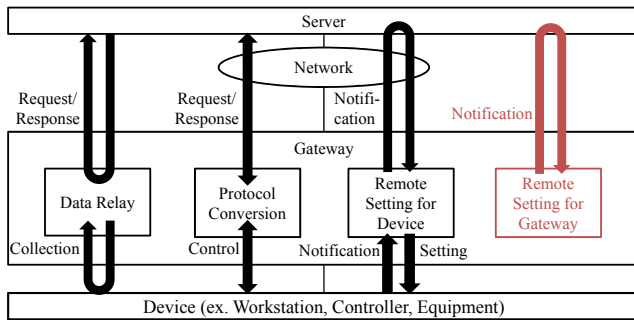 Server
Network
Request/
Response
Request/
Response
Notifi-
cation
Notification
Gateway
Data Relay
Protocol
Conversion
Remote
Setting for
Device
Remote
Setting for
Gateway
Collection
Control
Notification
Setting
Device (ex. Workstation, Controller, Equipment)